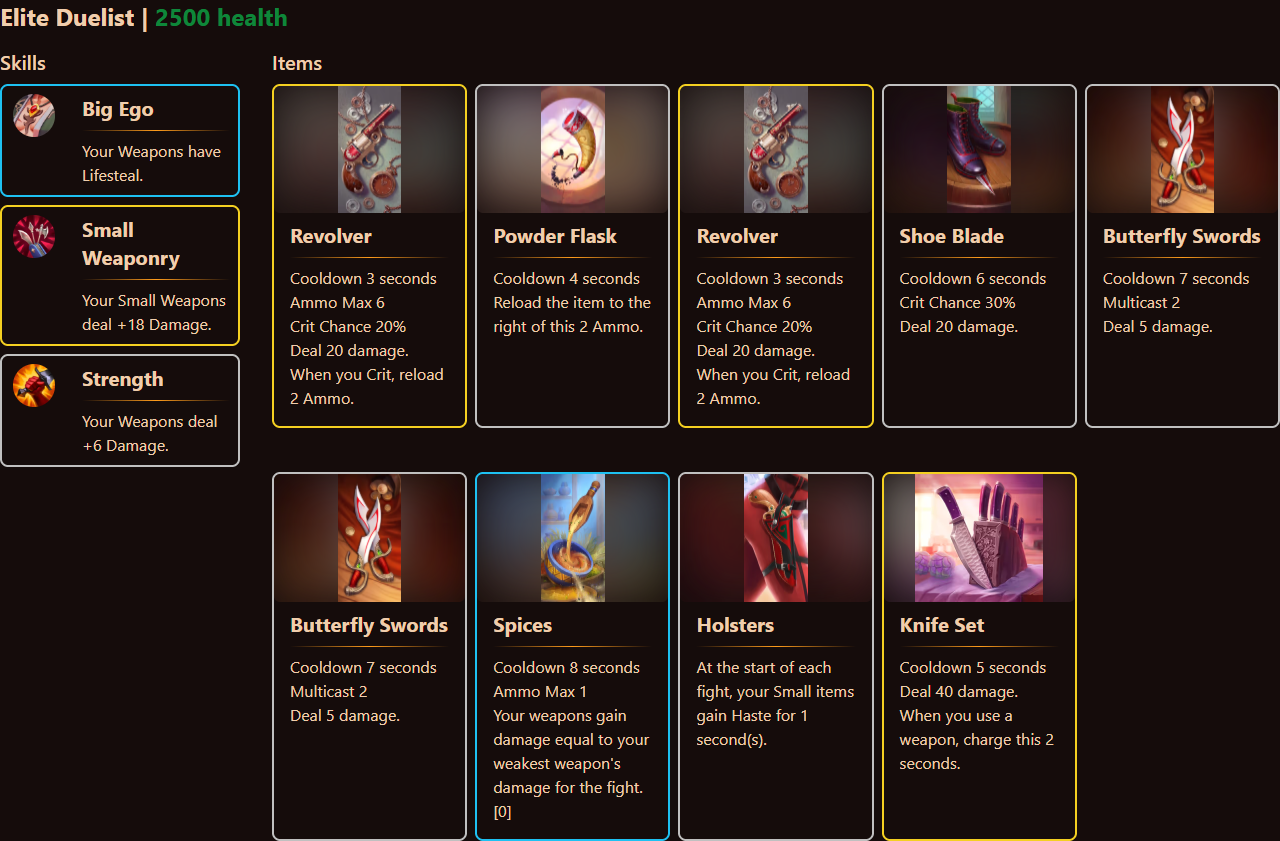 Elite Duelist | 2500 health
Skills
Big Ego
Your Weapons have
Lifesteal.
Small
Weaponry
Your Small Weapons
deal +18 Damage.
Strength
Your Weapons deal
+6 Damage.
Items
Revolver
Cooldown 3 seconds
Ammo Max 6
Crit Chance 20%
Deal 20 damage.
When you Crit, reload
2 Ammo.
Powder Flask
Cooldown 4 seconds
Reload the item to the
right of this 2 Ammo.
Revolver
Cooldown 3 seconds
Ammo Max 6
Crit Chance 20%
Deal 20 damage.
When you Crit, reload
2 Ammo.
Shoe Blade
Cooldown 6 seconds
Crit Chance 30%
Deal 20 damage.
Butterfly Swords
Cooldown 7 seconds
Multicast 2
Deal 5 damage.
Butterfly Swords
Cooldown 7 seconds
Multicast 2
Deal 5 damage.
Spices
Cooldown 8 seconds
Ammo Max 1
Your weapons gain
damage equal to your
weakest weapon's
damage for the fight.
[0]
Holsters
At the start of each
fight, your Small items
gain Haste for 1
second(s).
Knife Set
Cooldown 5 seconds
Deal 40 damage.
When you use a
weapon, charge this 2
seconds.